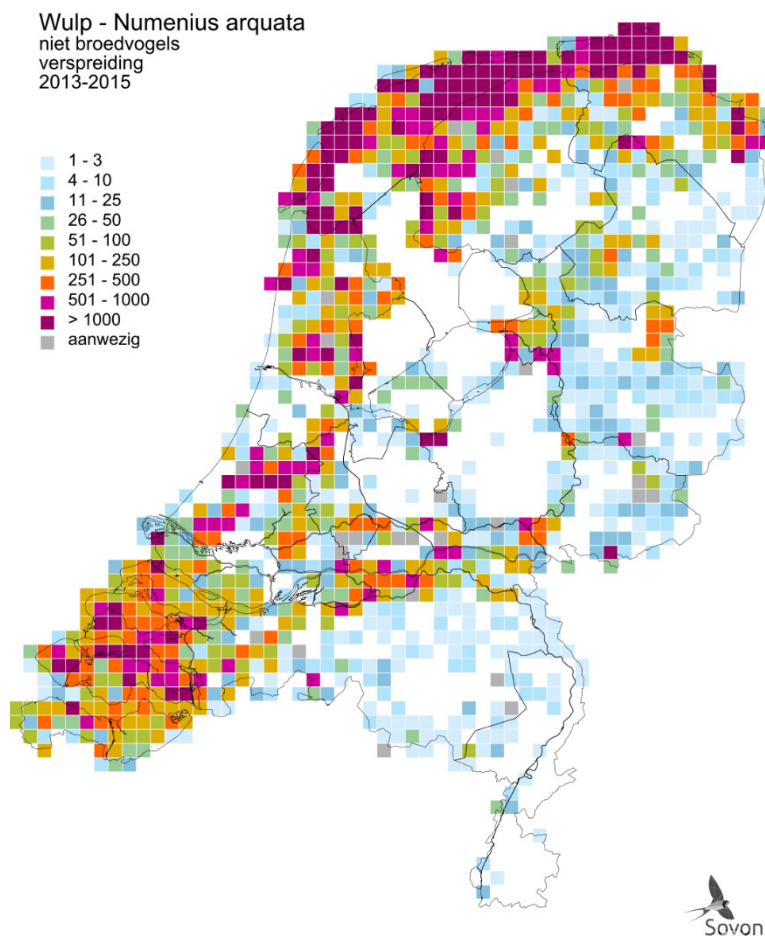 Wulp - Numenius arquata
niet broedvogels
verspreiding
2013-2015
1 - 3
4 - 10
11 - 25
26 - 50
51 - 100
101 - 250
251 - 500
501 - 1000
> 1000
aanwezig
Sovon